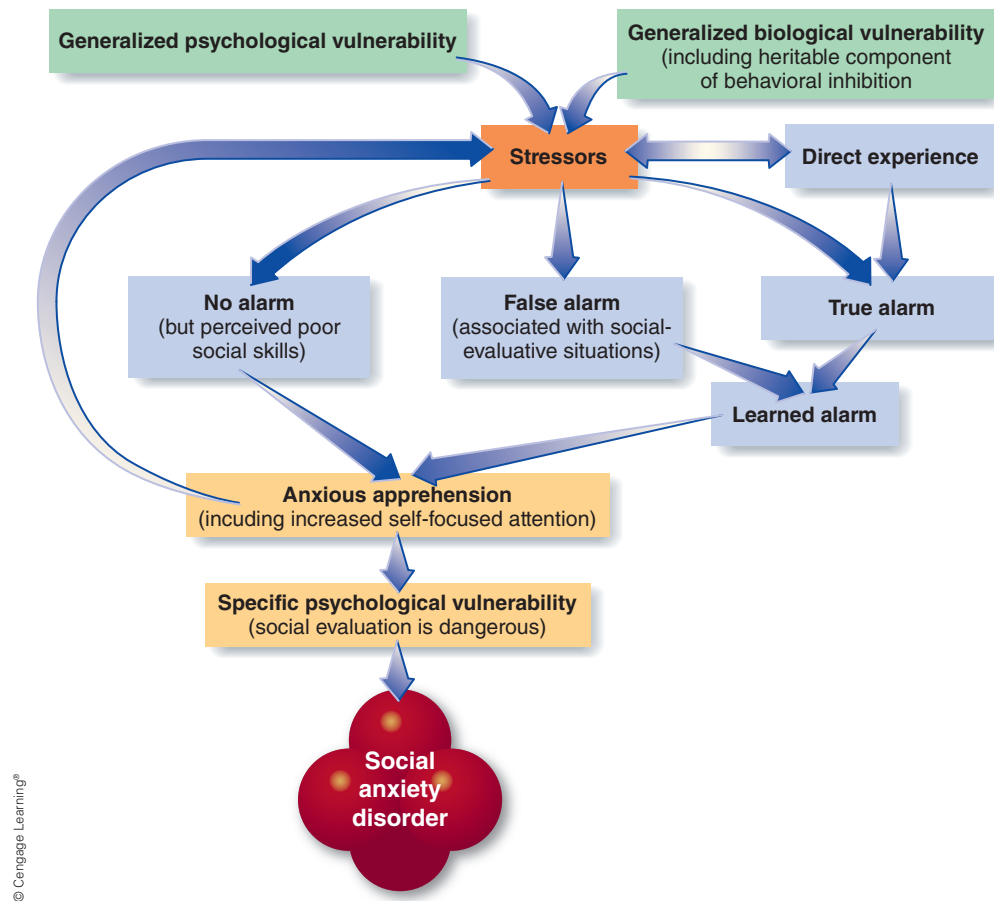 Generalized psychological vulnerability
Generalized biological vulnerability
(including heritable component
of behavioral inhibition
Stressors
Direct experience
No alarm
(but perceived poor
social skills)
False alarm
(associated with social-
evaluative situations)
True alarm
Learned alarm
Anxious apprehension
(incuding increased self-focused attention)
Specific psychological vulnerability
(social evaluation is dangerous)
Social
anxiety
disorder
© Cengage Learning®